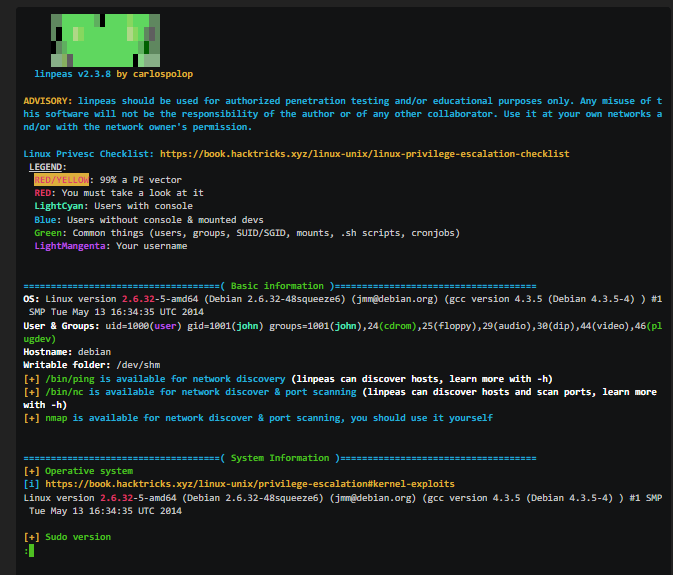 linpeas v2.3.8 by carlospolop
ADVISORY: linpeas should be used for authorized penetration testing and/or educational purposes only. Any misuse of t
his software will not be the responsibility of the author or of any other collaborator. Use it at your own networks a
nd/or with the network owner's permission.
Linux Privesc Checklist: https://book.hacktricks.xyz/linux-unix/linux-privilege-escalation-checklist
LEGEND:
RED/YELLOW: 99% a PE vector
RED: You must take a look at it
LightCyan: Users with console
Blue: Users without console & mounted devs
Green: Common things (users, groups, SUID/SGID, mounts, .sh scripts, cronjobs)
LightMangenta: Your username
====================================( Basic information )=====================================
OS: Linux version 2.6.32-5-amd64 (Debian 2.6.32-48squeeze6) (jmm@debian.org) (gcc version 4.3.5 (Debian 4.3.5-4) ) #1
SMP Tue May 13 16:34:35 UTC 2014
User & Groups: uid=1000(user) gid=1001(john) groups=1001(john),24(cdrom),25(floppy),29(audio),30(dip),44(video),46(pl
ugdev)
Hostname: debian
Writable folder: /dev/shm
[+] /bin/ping is available for network discovery (linpeas can discover hosts, learn more with -h)
[+] /bin/nc is available for network discover & port scanning (linpeas can discover hosts and scan ports, learn more
with -h)
[+] nmap is available for network discover & port scanning, you should use it yourself
====================================( System Information )====================================
[+] Operative system
[i] https://book.hacktricks.xyz/linux-unix/privilege-escalation#kernel-exploits
Linux version 2.6.32-5-amd64 (Debian 2.6.32-48squeeze6) (jmm@debian.org) (gcc version 4.3.5 (Debian 4.3.5-4) ) #1 SMP
Tue May 13 16:34:35 UTC 2014
[+] Sudo version
: